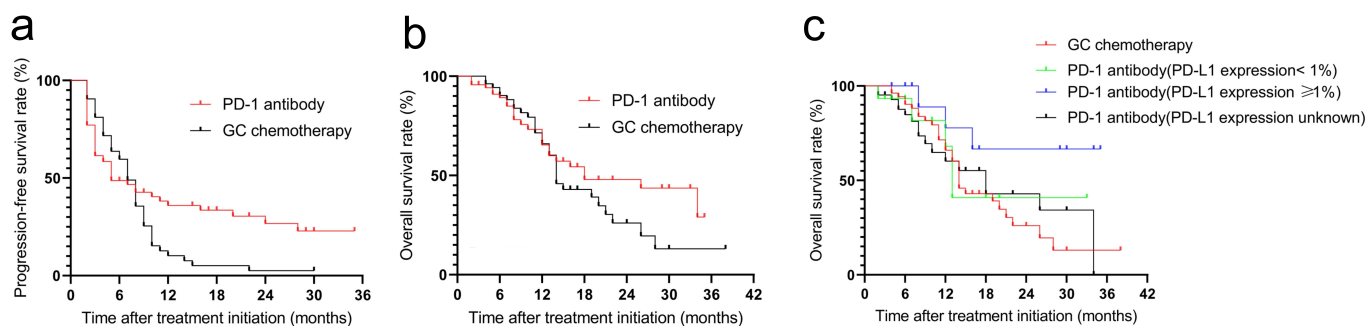 a
Progression-free survival rate (%)
100
50
0
0 6 12 18 24 30 36
Time after treatment initiation (months)
PD-1 antibody
GC chemotherapy
b
Overall survival rate (%)
100
50
0
0 6 12 18 24 30 36 42
Time after treatment initiation (months)
PD-1 antibody
GC chemotherapy
c
Overall survival rate (%)
100
50
0
0 6 12 18 24 30 36 42
Time after treatment initiation (months)
GC chemotherapy
PD-1 antibody(PD-L1 expression< 1%)
PD-1 antibody(PD-L1 expression ⩾1%)
PD-1 antibody(PD-L1 expression unknown)